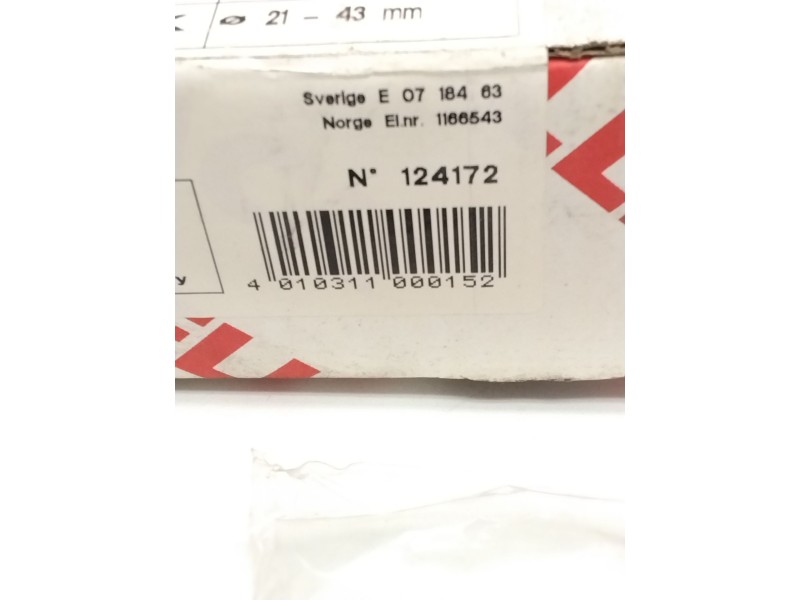 K ⌀ 21 - 43 mm
Sverige E 07 184 63
Norge El.nr. 1166543
N° 124172
y
4 010311 000152